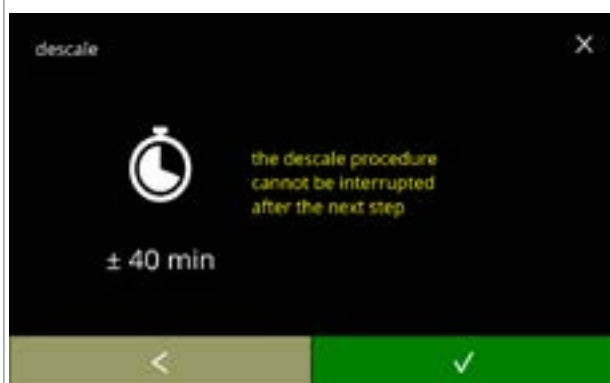 descale
the descale procedure
cannot be interrupted
after the next step
± 40 min